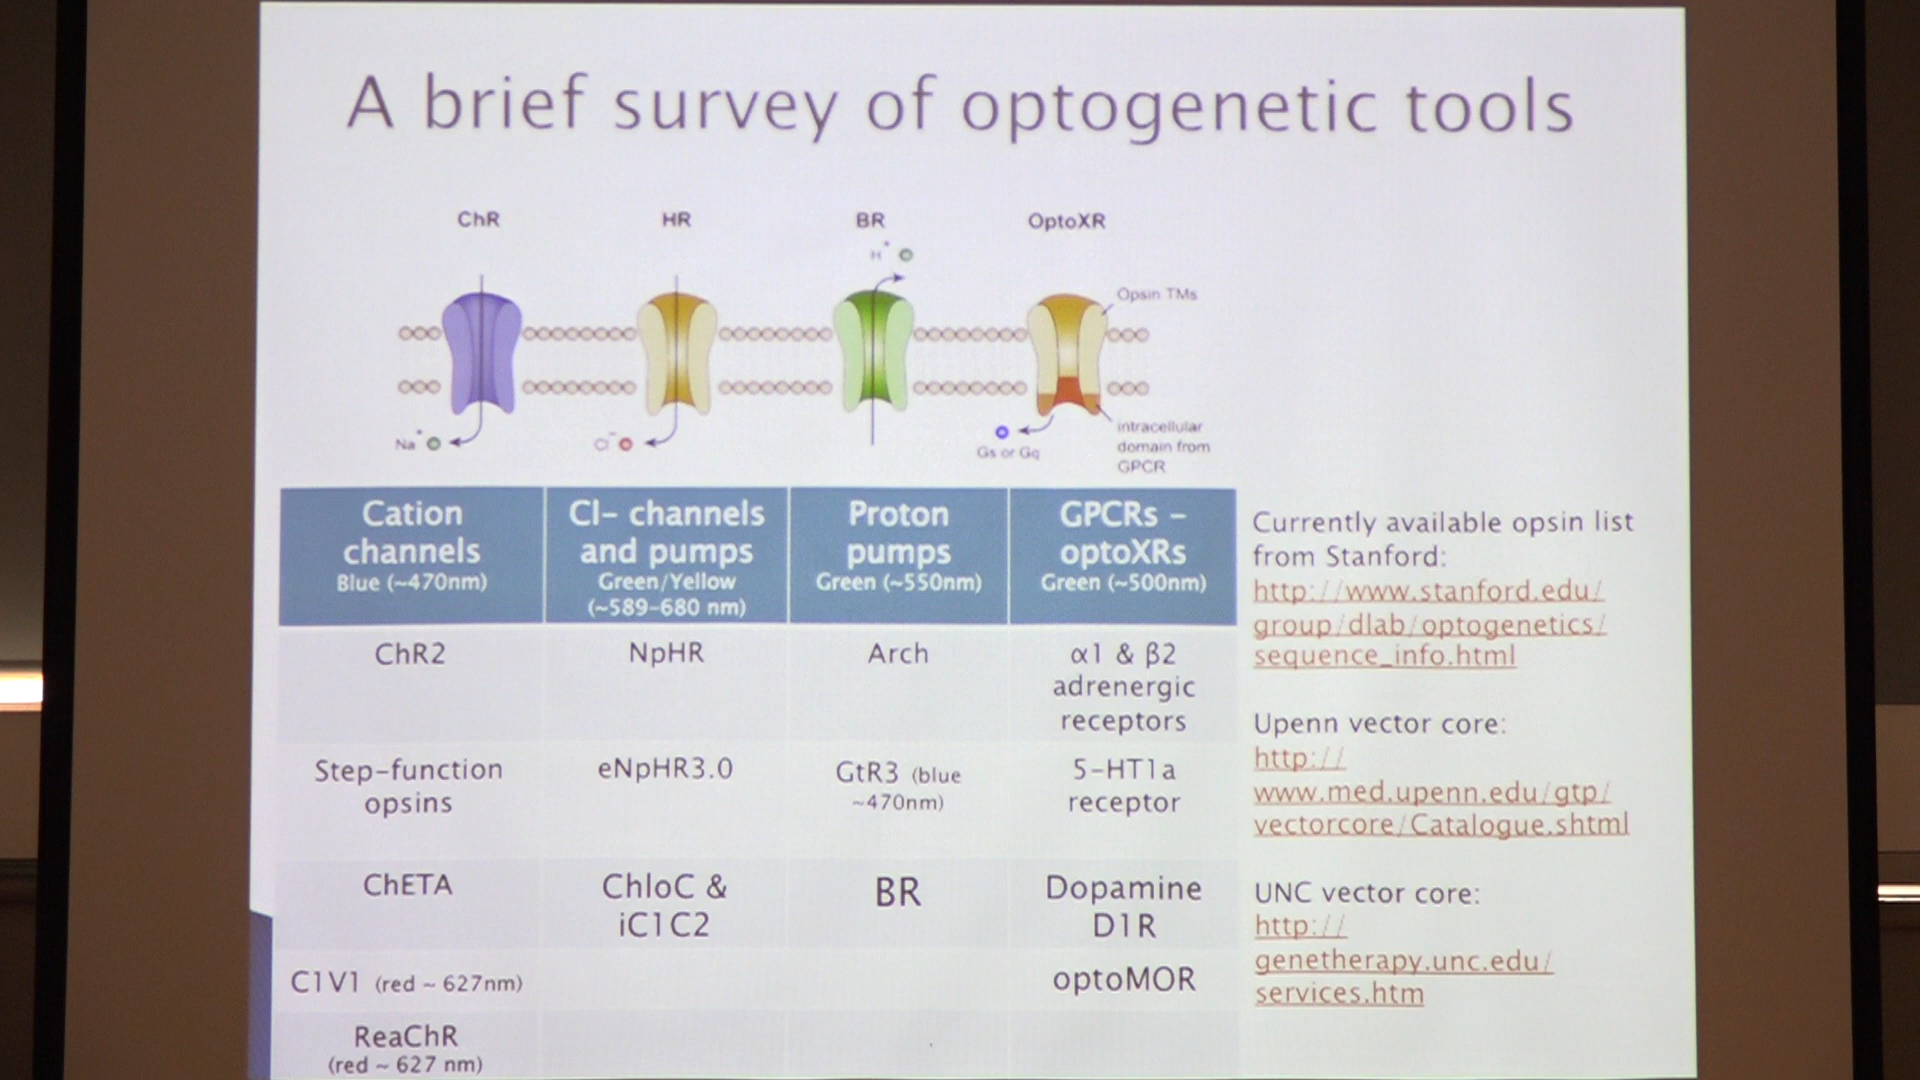 A brief survey of optogenetic tools
ChR
HR
BR
OptoXR
H+
Opsin TMs
Na+
Cl-
Gs or Gq
intracellular
domain from
GPCR
Cation
channels
Blue (~470nm)
Cl- channels
and pumps
Green/Yellow
(~589-680 nm)
Proton
pumps
Green (~550nm)
GPCRs -
optoXRs
Green (~500nm)
ChR2
NpHR
Arch
α1 & β2
adrenergic
receptors
Step-function
opsins
eNpHR3.0
GtR3 (blue
~470nm)
5-HT1a
receptor
ChETA
ChloC &
iC1C2
BR
Dopamine
D1R
C1V1 (red ~ 627nm)
optoMOR
ReaChR
(red ~ 627 nm)
Currently available opsin list
from Stanford:
http://www.stanford.edu/
group/dlab/optogenetics/
sequence_info.html
Upenn vector core:
http://
www.med.upenn.edu/gtp/
vectorcore/Catalogue.shtml
UNC vector core:
http://
genetherapy.unc.edu/
services.htm